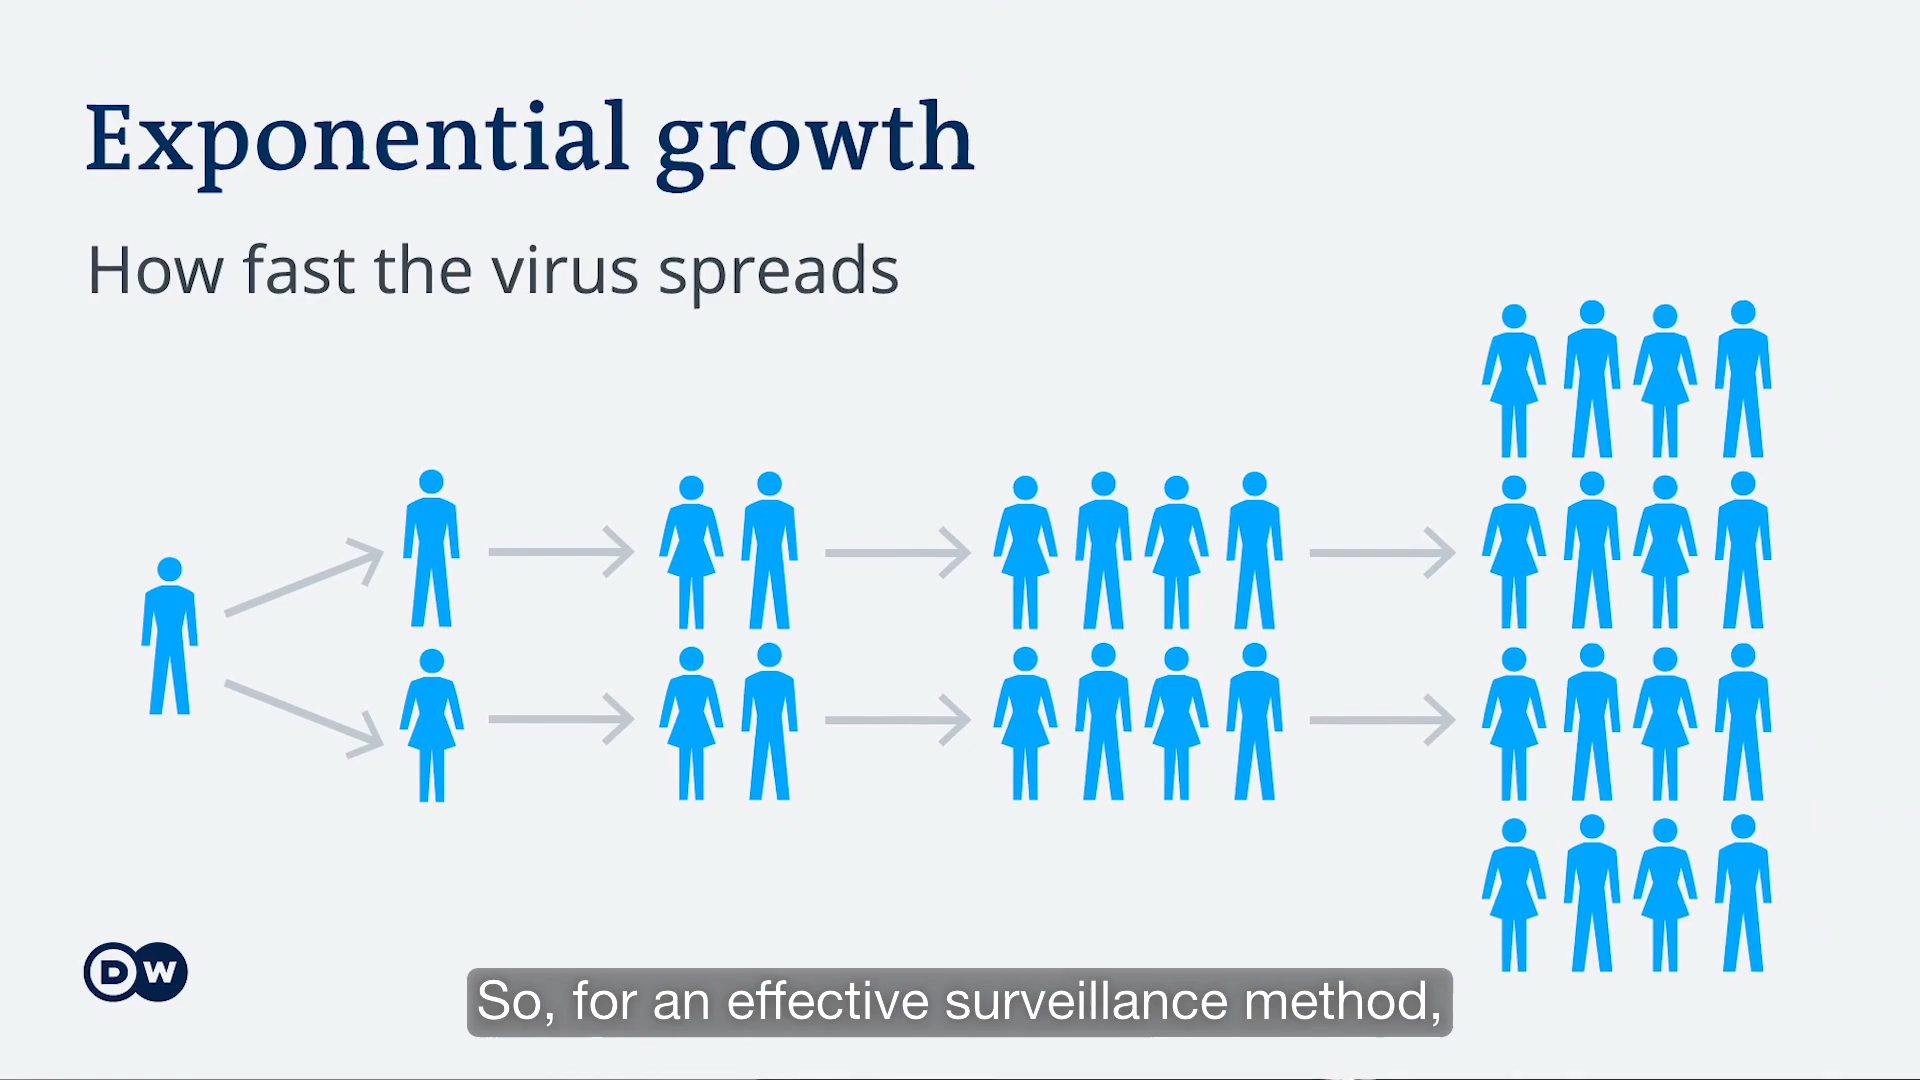 Exponential growth
How fast the virus spreads
DW
So, for an effective surveillance method,